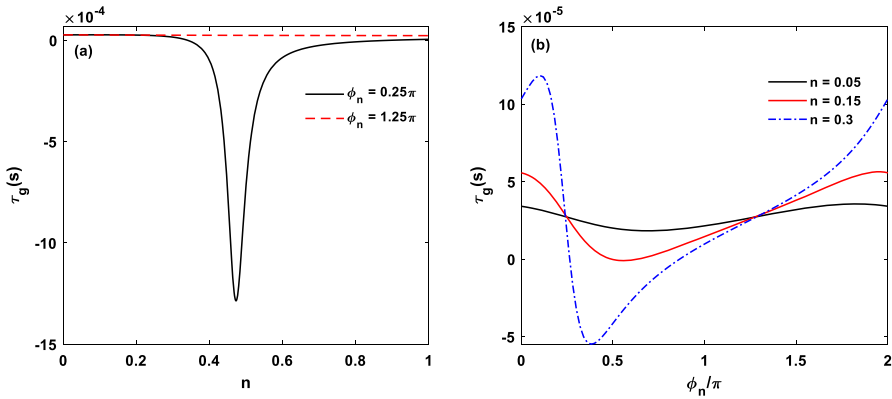 ×10⁻⁴
(a)
0
-5
-10
-15
τg(s)
ϕn = 0.25π
ϕn = 1.25π
0 0.2 0.4 0.6 0.8 1
n
×10⁻⁵
(b)
15
10
5
0
-5
τg(s)
n = 0.05
n = 0.15
n = 0.3
0 0.5 1 1.5 2
ϕn/π